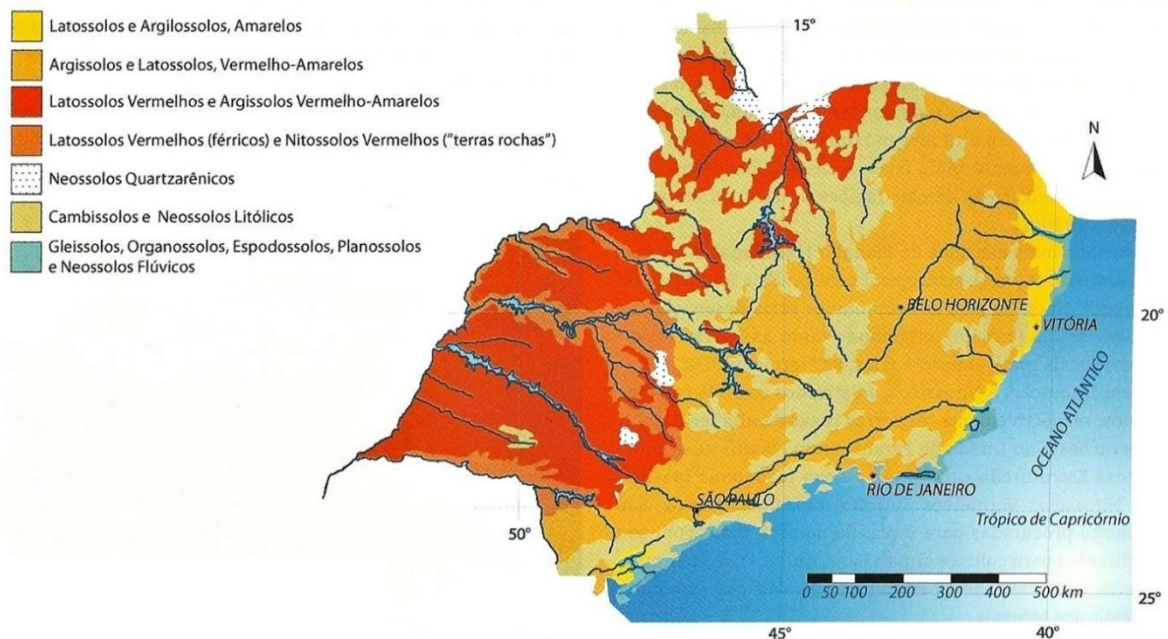 Latossolos e Argilossolos, Amarelos
Argissolos e Latossolos, Vermelho-Amarelos
Latossolos Vermelhos e Argissolos Vermelho-Amarelos
Latossolos Vermelhos (férricos) e Nitossolos Vermelhos ("terras rochas")
Neossolos Quartzarênicos
Cambissolos e Neossolos Litólicos
Gleissolos, Organossolos, Espodossolos, Planossolos
e Neossolos Flúvicos
15°
N
BELO HORIZONTE
20°
VITÓRIA
OCEANO ATLÂNTICO
RIO DE JANEIRO
SÃO PAULO
Trópico de Capricórnio
50°
0 50 100 200 300 400 500 km
25°
45°
40°